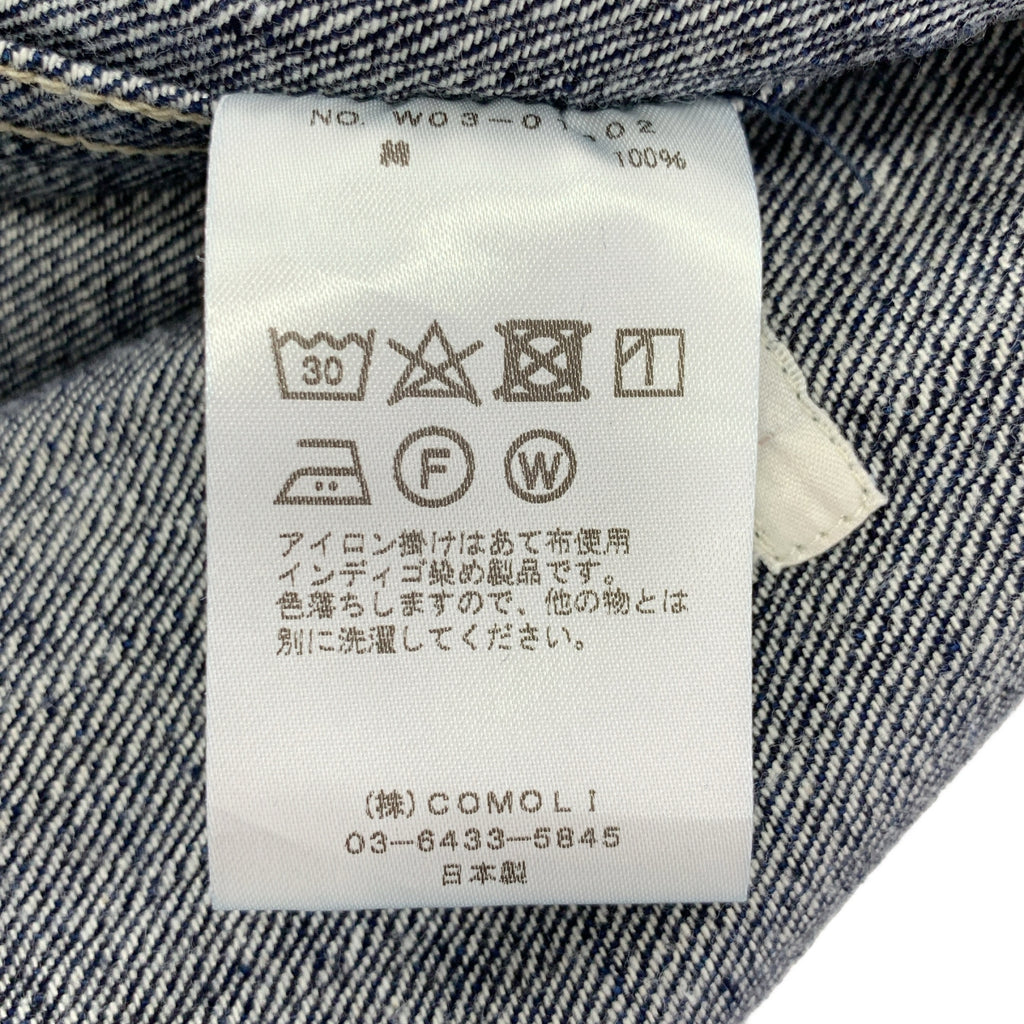 NO. W03-01 02
綿 100%
30
F W
アイロン掛けはあて布使用
インディゴ染め製品です。
色落ちしますので、他の物とは
別に洗濯してください。
(株)COMOLI
03-6433-5845
日本製